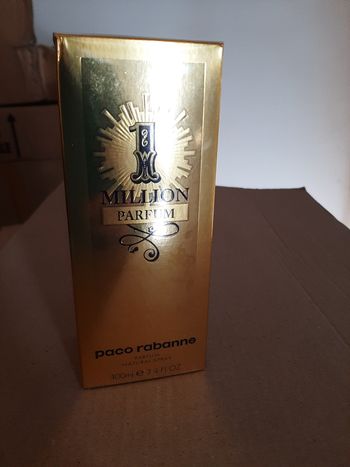 1
MILLION
PARFUM
paco rabanne
PARFUM
NATURAL SPRAY
100ml ℮ 3.4 FL OZ